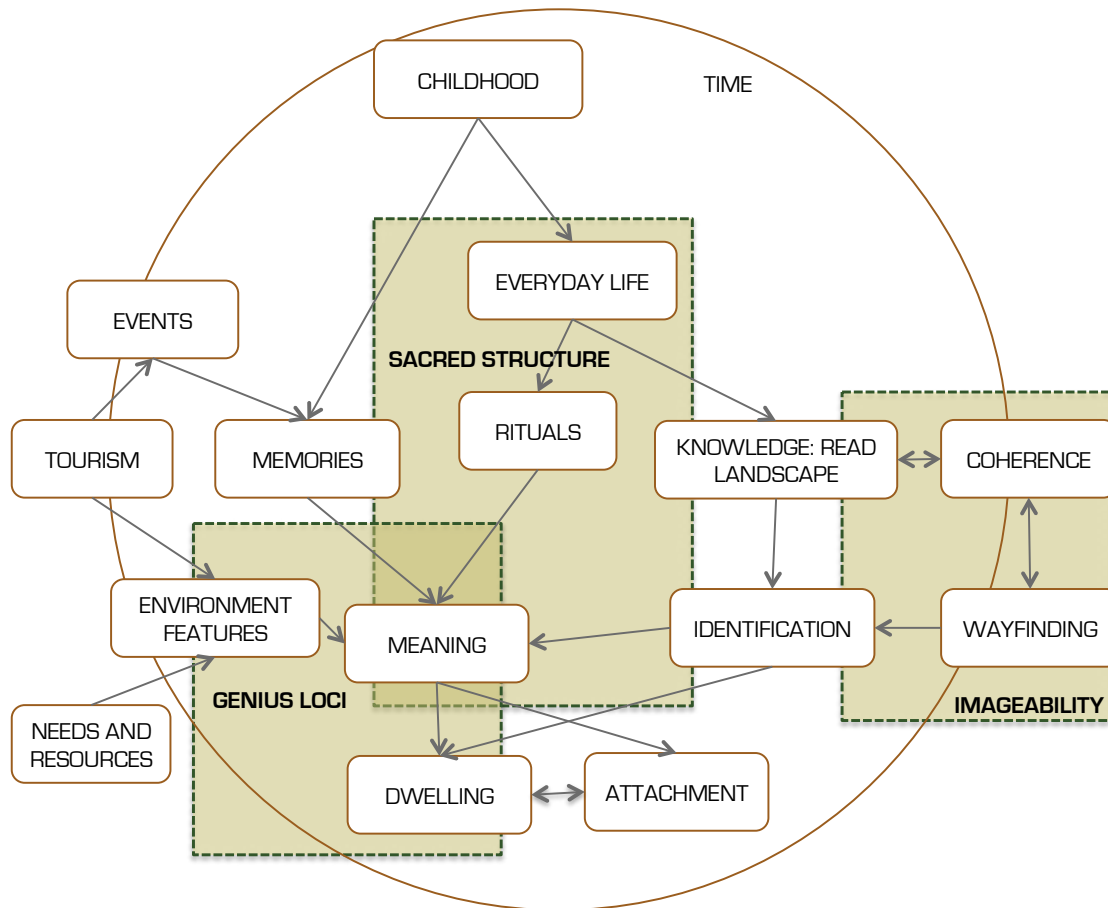 CHILDHOOD
TIME
EVERYDAY LIFE
EVENTS
SACRED STRUCTURE
RITUALS
TOURISM
MEMORIES
KNOWLEDGE: READ
LANDSCAPE
COHERENCE
ENVIRONMENT
FEATURES
MEANING
IDENTIFICATION
WAYFINDING
GENIUS LOCI
IMAGEABILITY
NEEDS AND
RESOURCES
DWELLING
ATTACHMENT